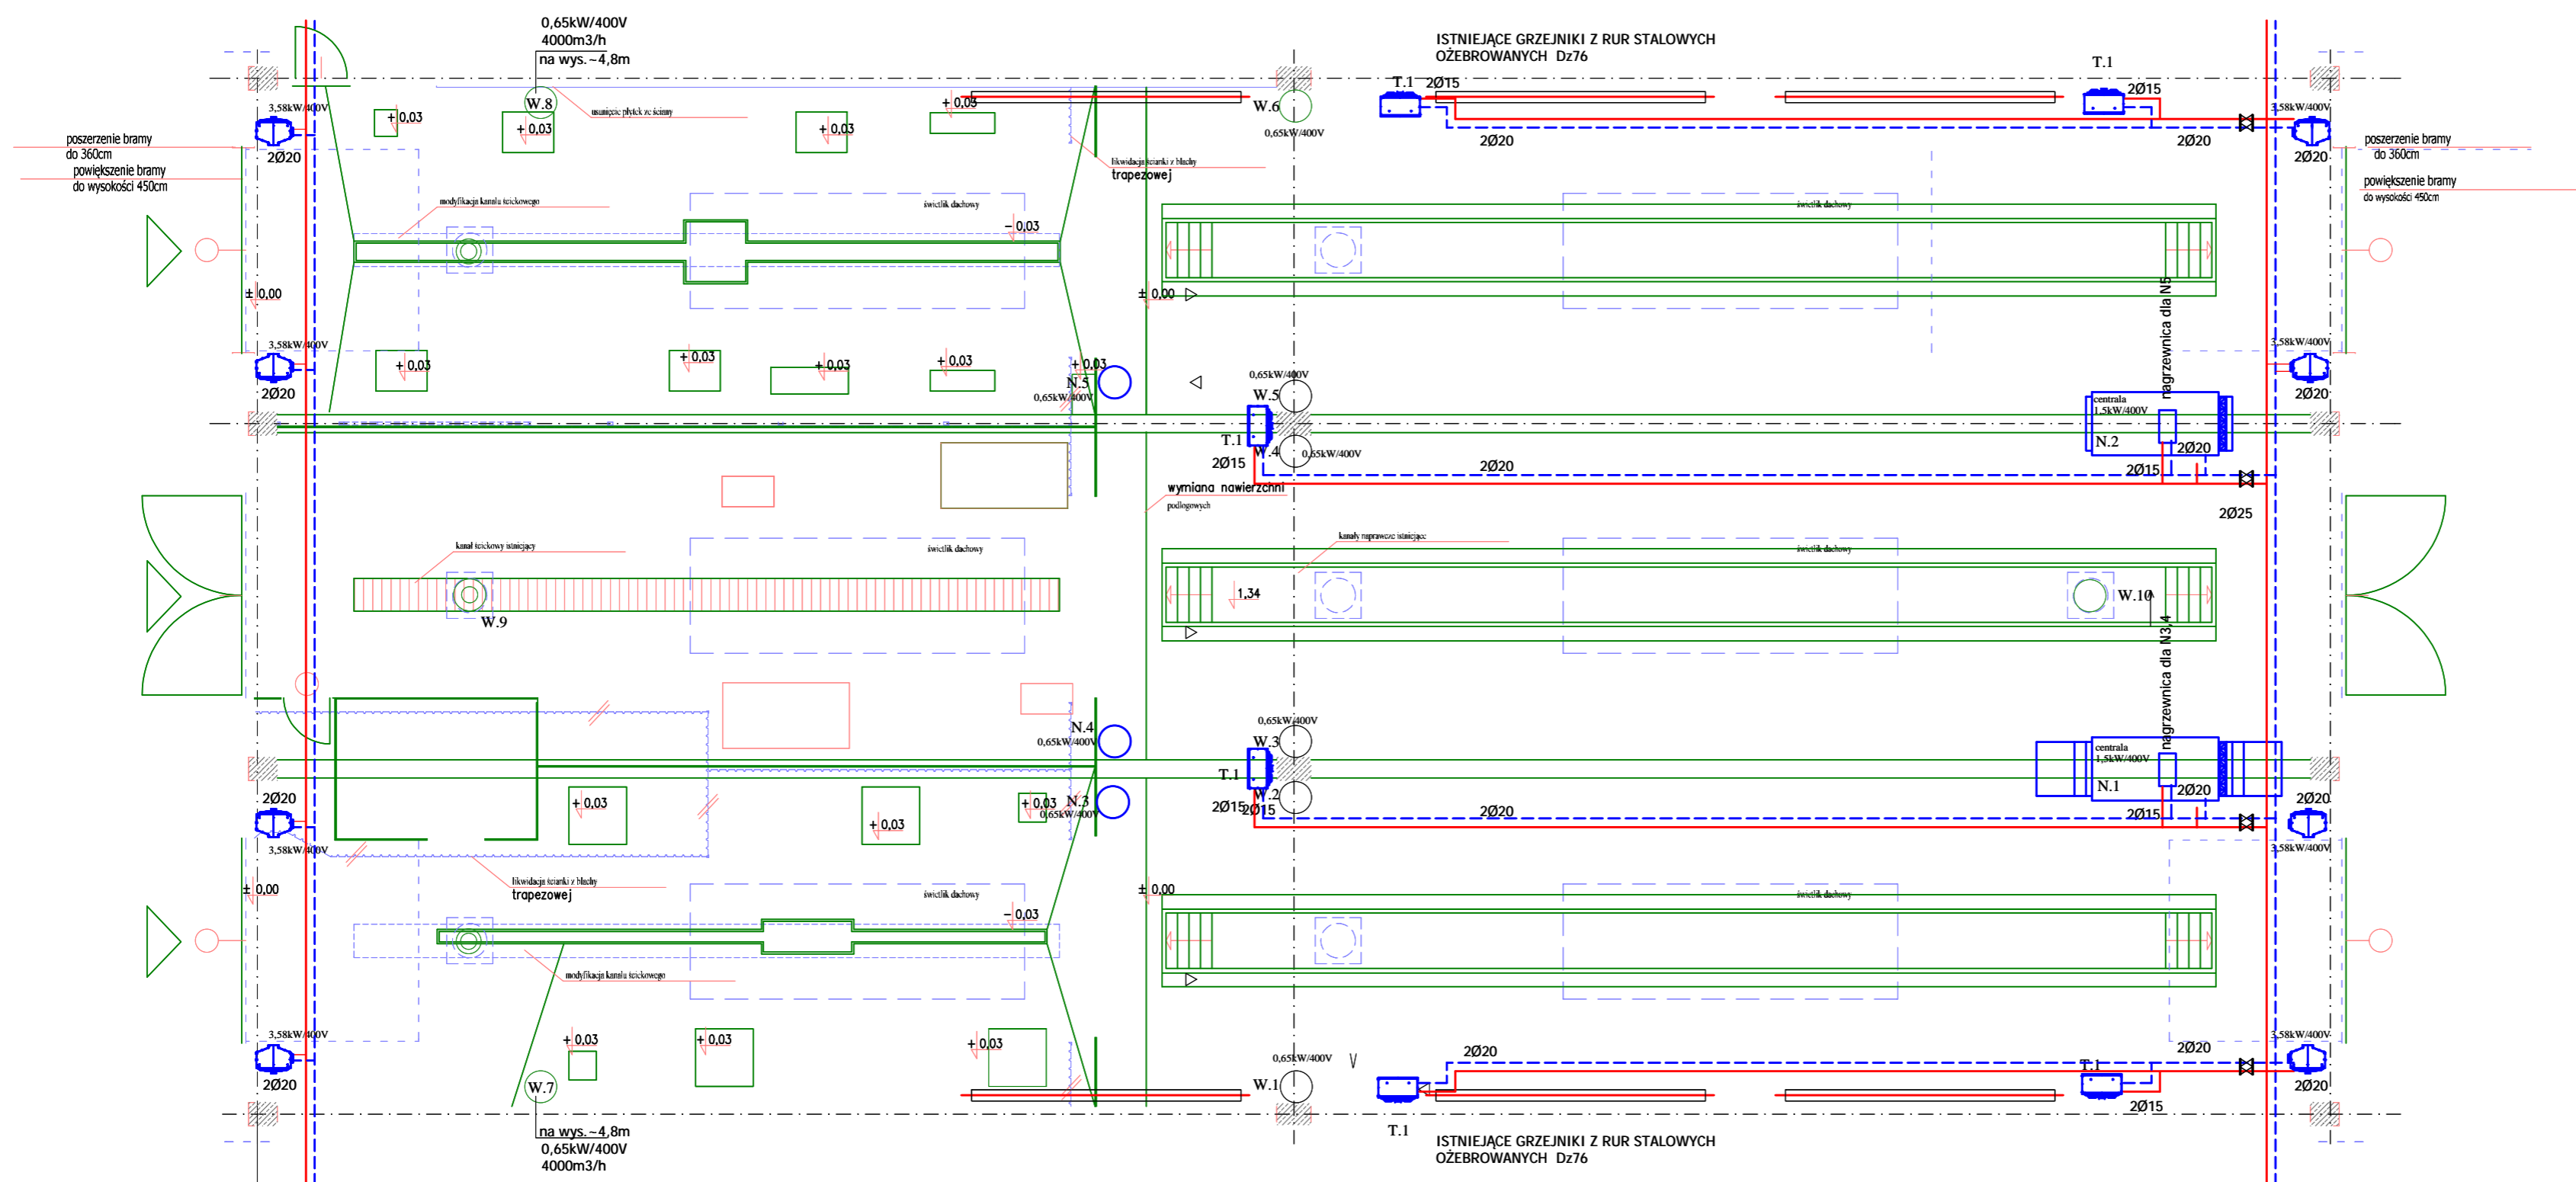 0,65kW/400V
4000m3/h
na wys.~4,8m
W.8
ISTNIEJĄCE GRZEJNIKI Z RUR STALOWYCH
OŻEBROWANYCH Dz76
T.1
2Ø15
T.1
2Ø15
3,58kW/400V
2Ø20
+0,03
+0,03
+0,03
+0,03
usunięcie płytek ze ściany
W.6
0,65kW/400V
2Ø20
2Ø20
3,58kW/400V
2Ø20
poszerzenie bramy
do 360cm
powiększenie bramy
do wysokości 450cm
poszerzenie bramy
do 360cm
powiększenie bramy
do wysokości 450cm
likwidacja ścianki z blachy
trapezowej
modyfikacja kanału ściekowego
świetlik dachowy
-0,03
świetlik dachowy
±0,00
±0,00
nagrzewnica dla N5
3,58kW/400V
2Ø20
+0,03
+0,03
+0,03
+0,03
+0,03
N.5
0,65kW/400V
0,65kW/400V
W.5
3,58kW/400V
2Ø20
centrala
1,5kW/400V
N.2
T.1
W.4
0,65kW/400V
2Ø15
2Ø20
2Ø20
2Ø15
2Ø25
wymiana nawierzchni
podłogowych
kanał ściekowy istniejący
świetlik dachowy
kanały naprawcze istniejące
świetlik dachowy
1,34
W.9
W.10
nagrzewnica dla N3,4
N.4
0,65kW/400V
0,65kW/400V
W.3
T.1
W.2
2Ø15
2Ø15
2Ø20
centrala
1,5kW/400V
N.1
2Ø20
2Ø15
2Ø20
3,58kW/400V
+0,03
+0,03
+0,03
N.3
0,65kW/400V
2Ø20
3,58kW/400V
likwidacja ścianki z blachy
trapezowej
±0,00
±0,00
świetlik dachowy
-0,03
świetlik dachowy
modyfikacja kanału ściekowego
3,58kW/400V
2Ø20
+0,03
+0,03
+0,03
W.7
0,65kW/400V
W.1
2Ø20
T.1
2Ø20
3,58kW/400V
2Ø20
2Ø15
T.1
na wys.~4,8m
0,65kW/400V
4000m3/h
ISTNIEJĄCE GRZEJNIKI Z RUR STALOWYCH
OŻEBROWANYCH Dz76